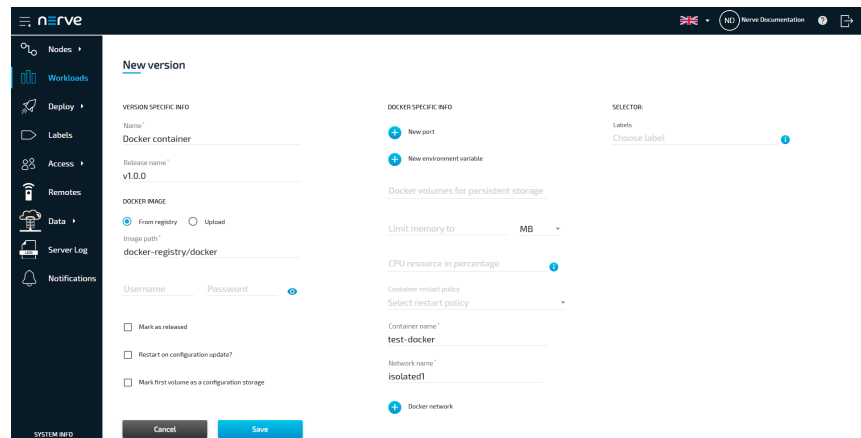 nerve
ND Nerve Documentation
Nodes
Workloads
Deploy
Labels
Access
Remotes
Data
Server Log
Notifications
SYSTEM INFO
New version
VERSION SPECIFIC INFO
Name*
Docker container
Release name*
v1.0.0
DOCKER IMAGE
From registry Upload
Image path*
docker-registry/docker
Username Password
Mark as released
Restart on configuration update?
Mark first volume as a configuration storage
Cancel Save
DOCKER SPECIFIC INFO
New port
New environment variable
Docker volumes for persistent storage
Limit memory to MB
CPU resource in percentage
Container restart policy
Select restart policy
Container name*
test-docker
Network name*
isolated1
Docker network
SELECTOR:
Labels
Choose label